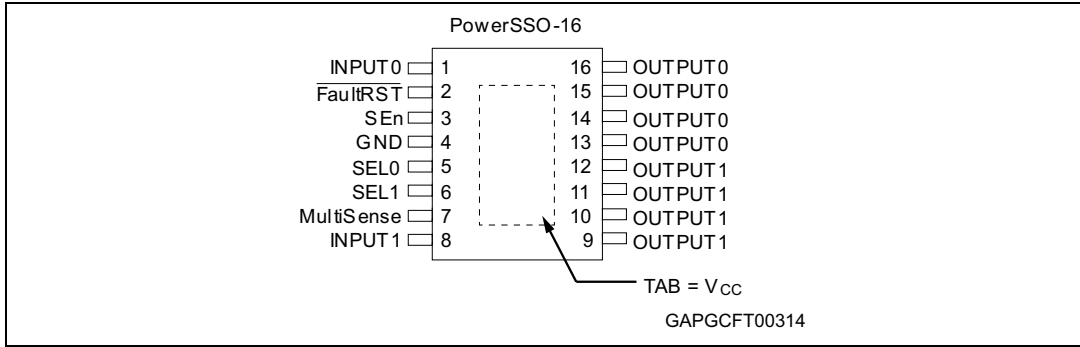 PowerSSO-16
INPUT0 1 16 OUTPUT0
FaultRST 2 15 OUTPUT0
SEn 3 14 OUTPUT0
GND 4 13 OUTPUT0
SEL0 5 12 OUTPUT1
SEL1 6 11 OUTPUT1
MultiSense 7 10 OUTPUT1
INPUT1 8 9 OUTPUT1
TAB = VCC
GAPGCFT00314